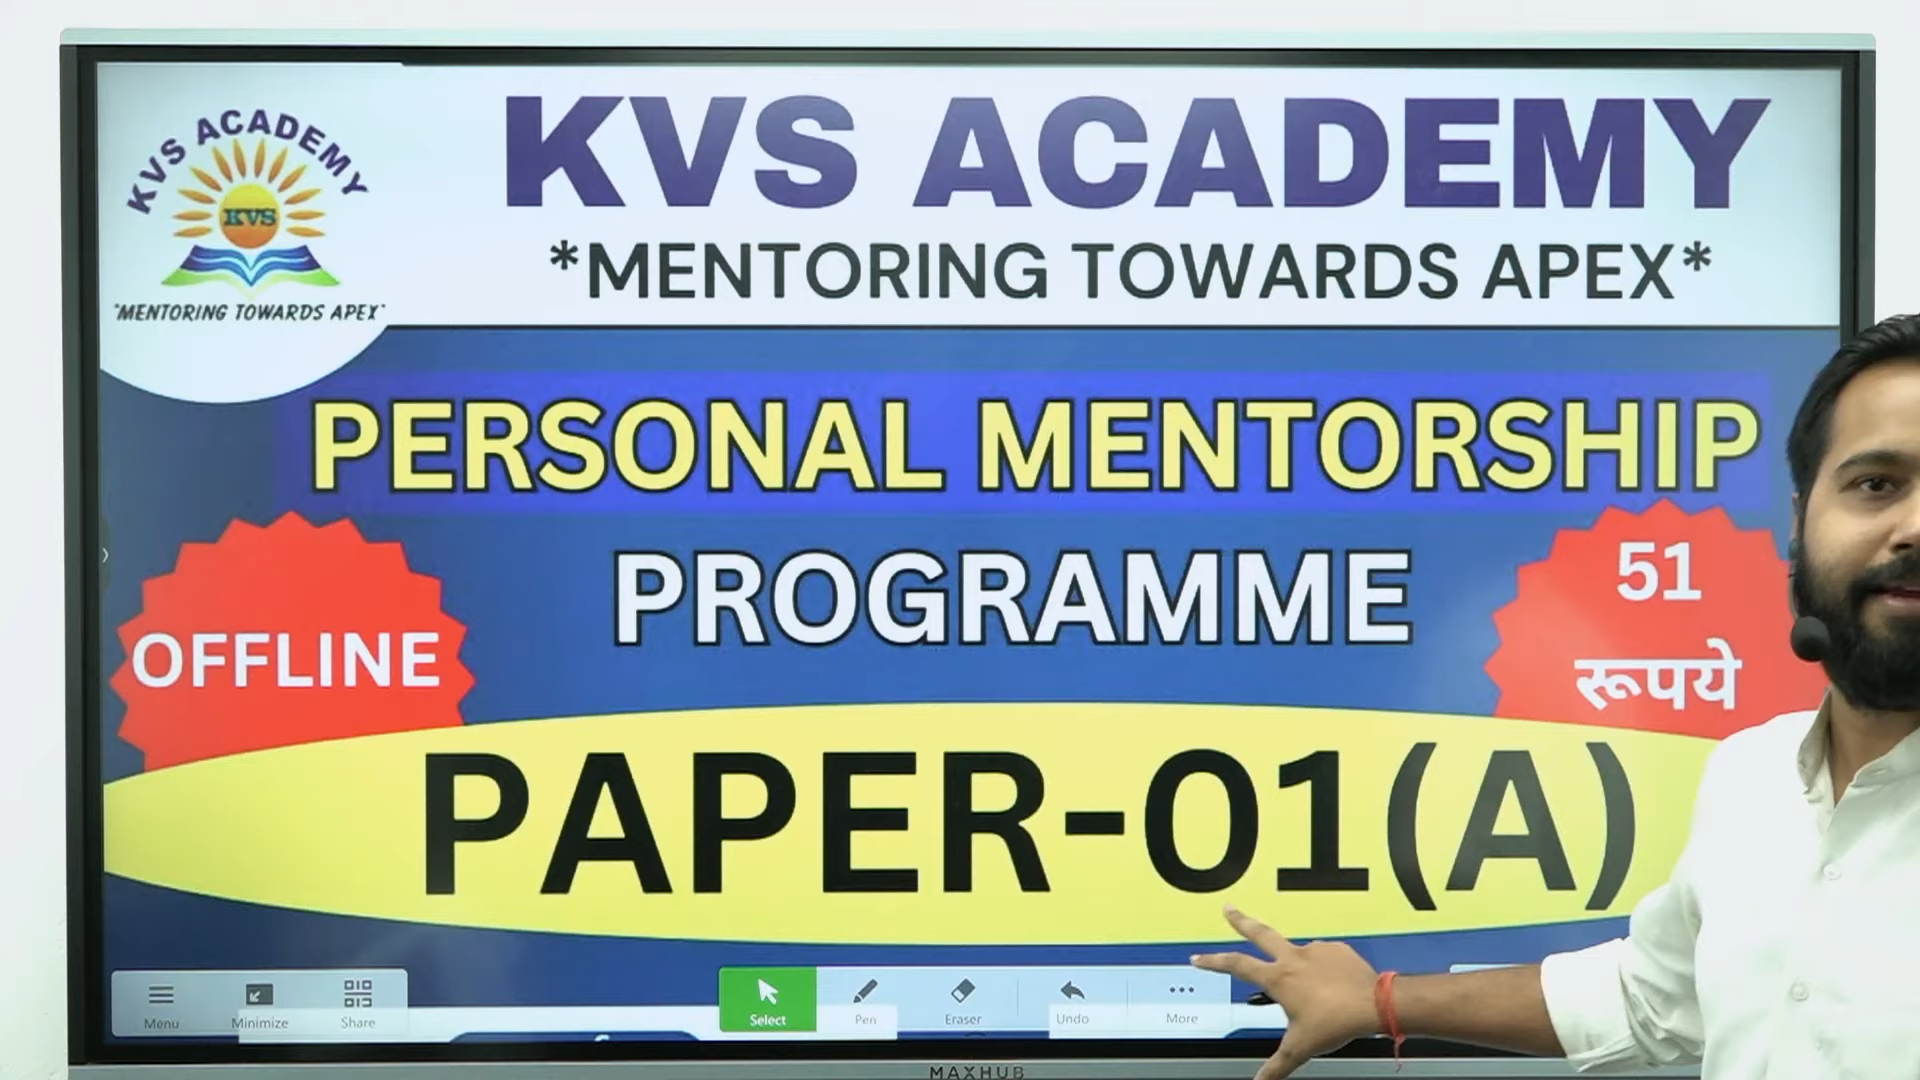 KVS ACADEMY
KVS
"MENTORING TOWARDS APEX"
KVS ACADEMY
*MENTORING TOWARDS APEX*
PERSONAL MENTORSHIP
PROGRAMME
OFFLINE
51
रूपये
PAPER-01(A)
Menu
Minimize
Share
Select
Pen
Eraser
Undo
More
MAXHUB